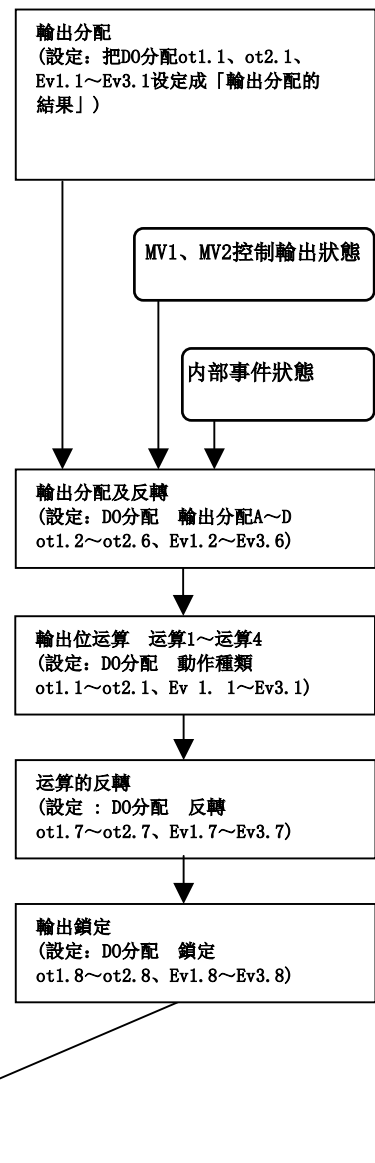 輸出分配
(設定: 把DO分配ot1.1、ot2.1、
Ev1.1～Ev3.1设定成「輸出分配的
結果」)
MV1、MV2控制輸出狀態
内部事件狀態
輸出分配及反轉
(設定: DO分配　輸出分配A～D
ot1.2～ot2.6、Ev1.2～Ev3.6)
輸出位运算　运算1～运算4
(設定: DO分配　動作種類
ot1.1～ot2.1、Ev 1. 1～Ev3.1)
运算的反轉
(設定 : DO分配　反轉
ot1.7～ot2.7、Ev1.7～Ev3.7)
輸出鎖定
(設定: DO分配　鎖定
ot1.8～ot2.8、Ev1.8～Ev3.8)